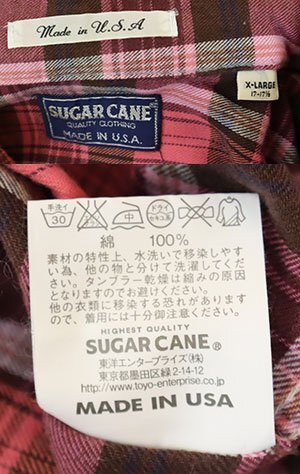 Made in U.S.A.
X-LARGE
17-17½
SUGAR CANE
QUALITY CLOTHING
MADE IN U.S.A.
手洗イ
30
中
ドライ
セキユ系
綿 100%
素材の特性上、水洗いで移染しやす
い為、他の物と分けて洗濯してくだ
さい。タンブラー乾燥は縮みの原因
となりますのでお避けください。
他の衣類に移染する恐れがあります
ので、着用には十分御注意ください。
HIGHEST QUALITY
SUGAR CANE®
東洋エンタープライズ(株)
東京都墨田区緑2-14-12
http://www.toyo-enterprise.co.jp
MADE IN USA